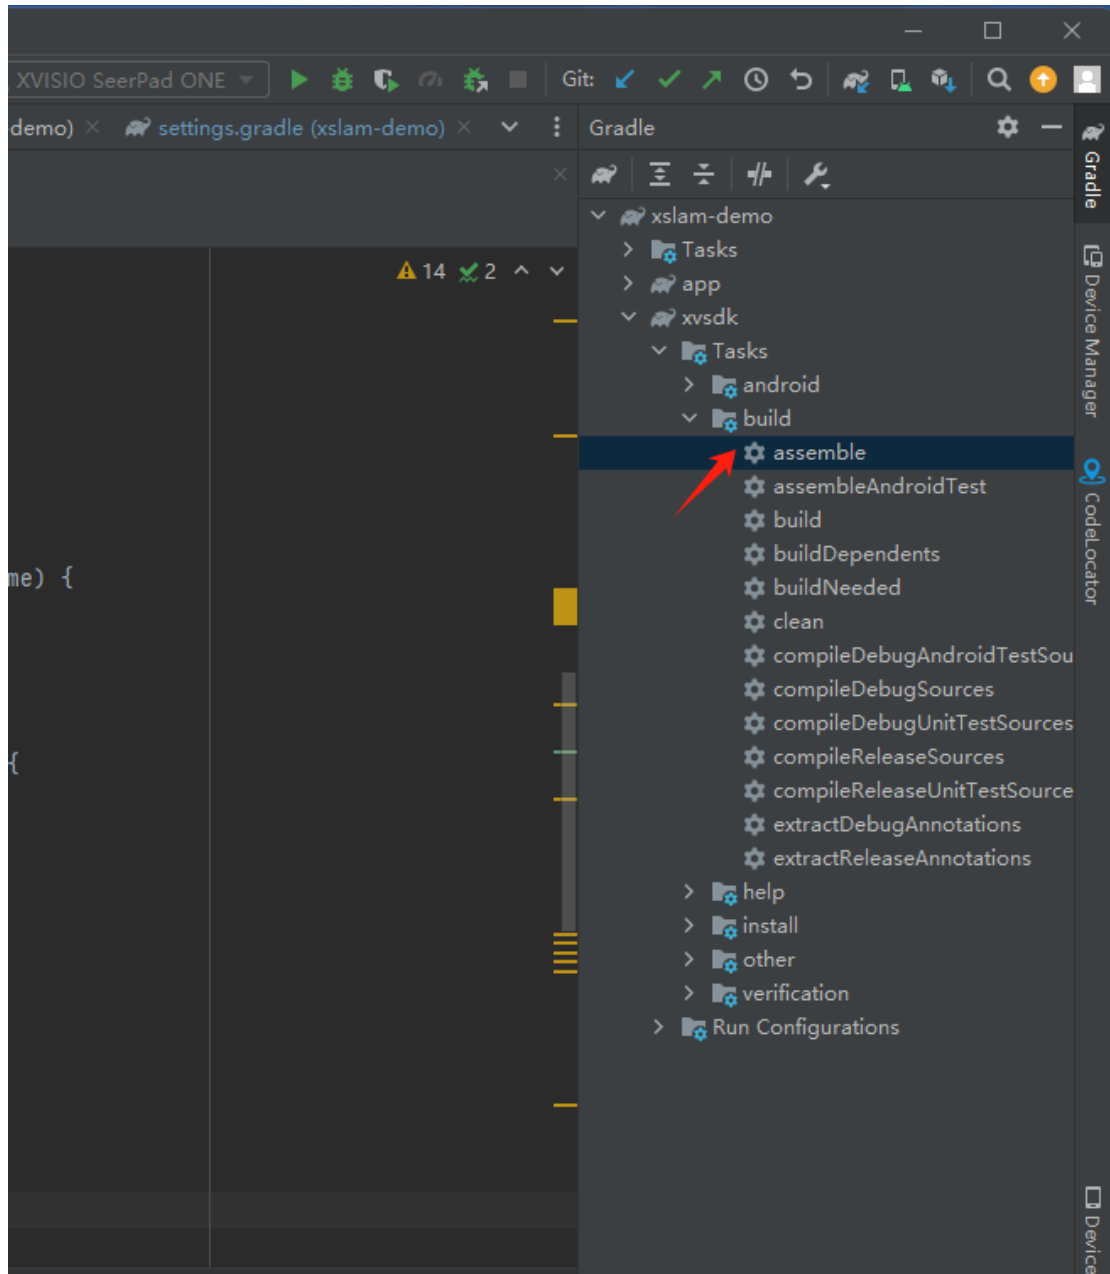 XVISIO SeerPad ONE
Git:
demo)
settings.gradle (xslam-demo)
Gradle
14
2
me) {
{
xslam-demo
Tasks
app
xvsdk
Tasks
android
build
assemble
assembleAndroidTest
build
buildDependents
buildNeeded
clean
compileDebugAndroidTestSou
compileDebugSources
compileDebugUnitTestSources
compileReleaseSources
compileReleaseUnitTestSource
extractDebugAnnotations
extractReleaseAnnotations
help
install
other
verification
Run Configurations
Gradle
Device Manager
CodeLocator
Device